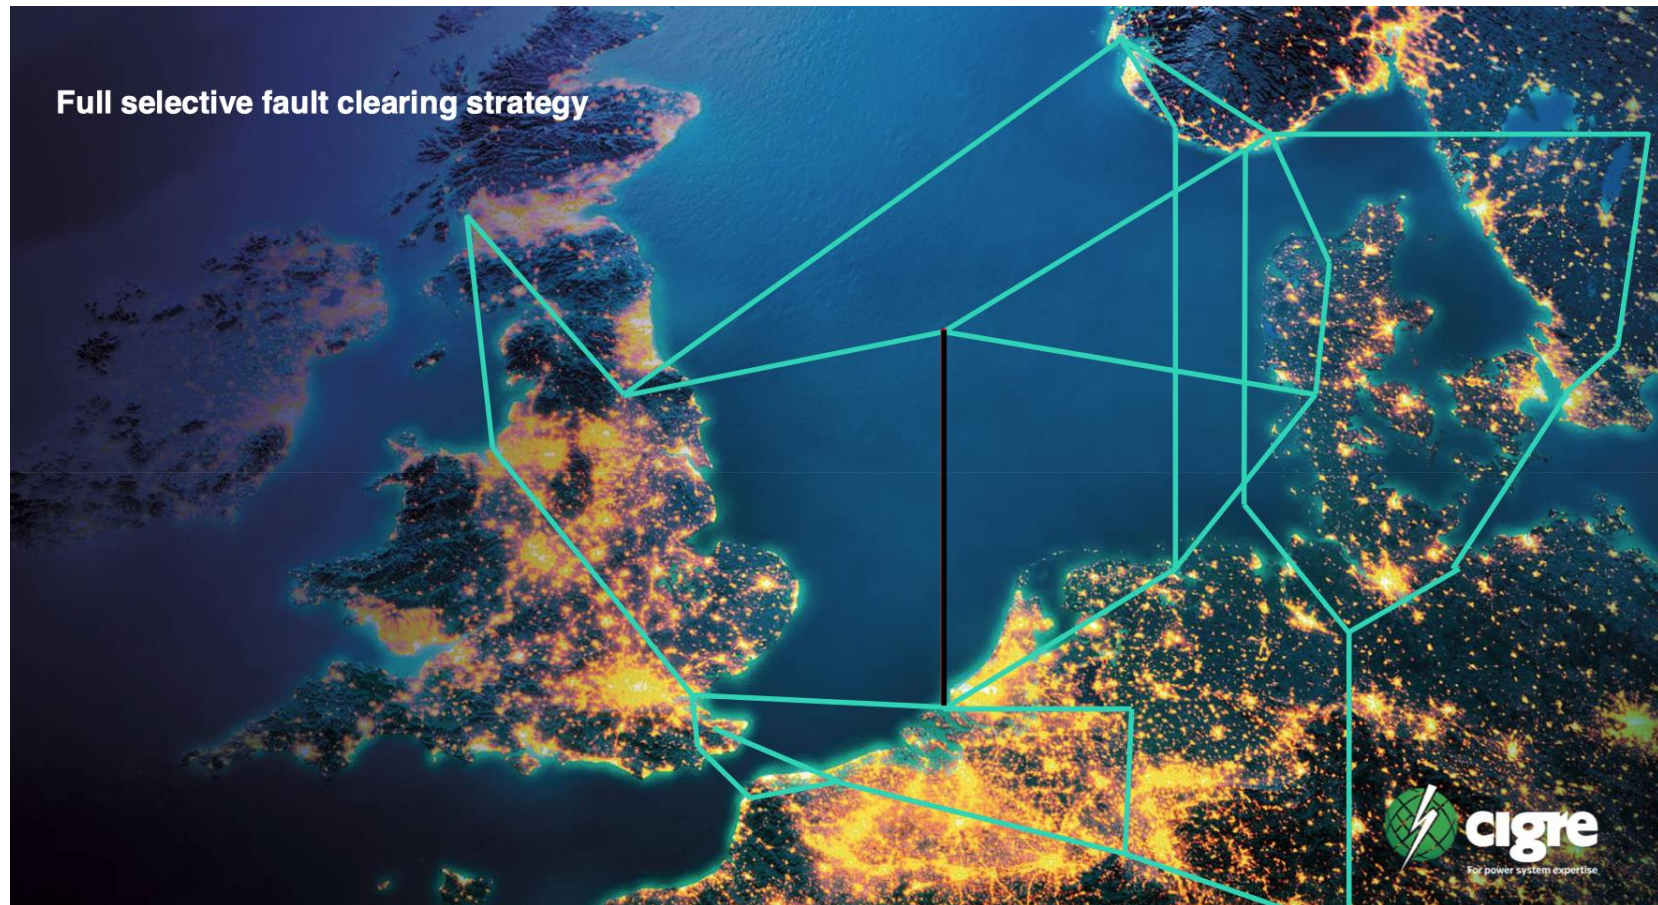 Full selective fault clearing strategy
cigre
For power system expertise